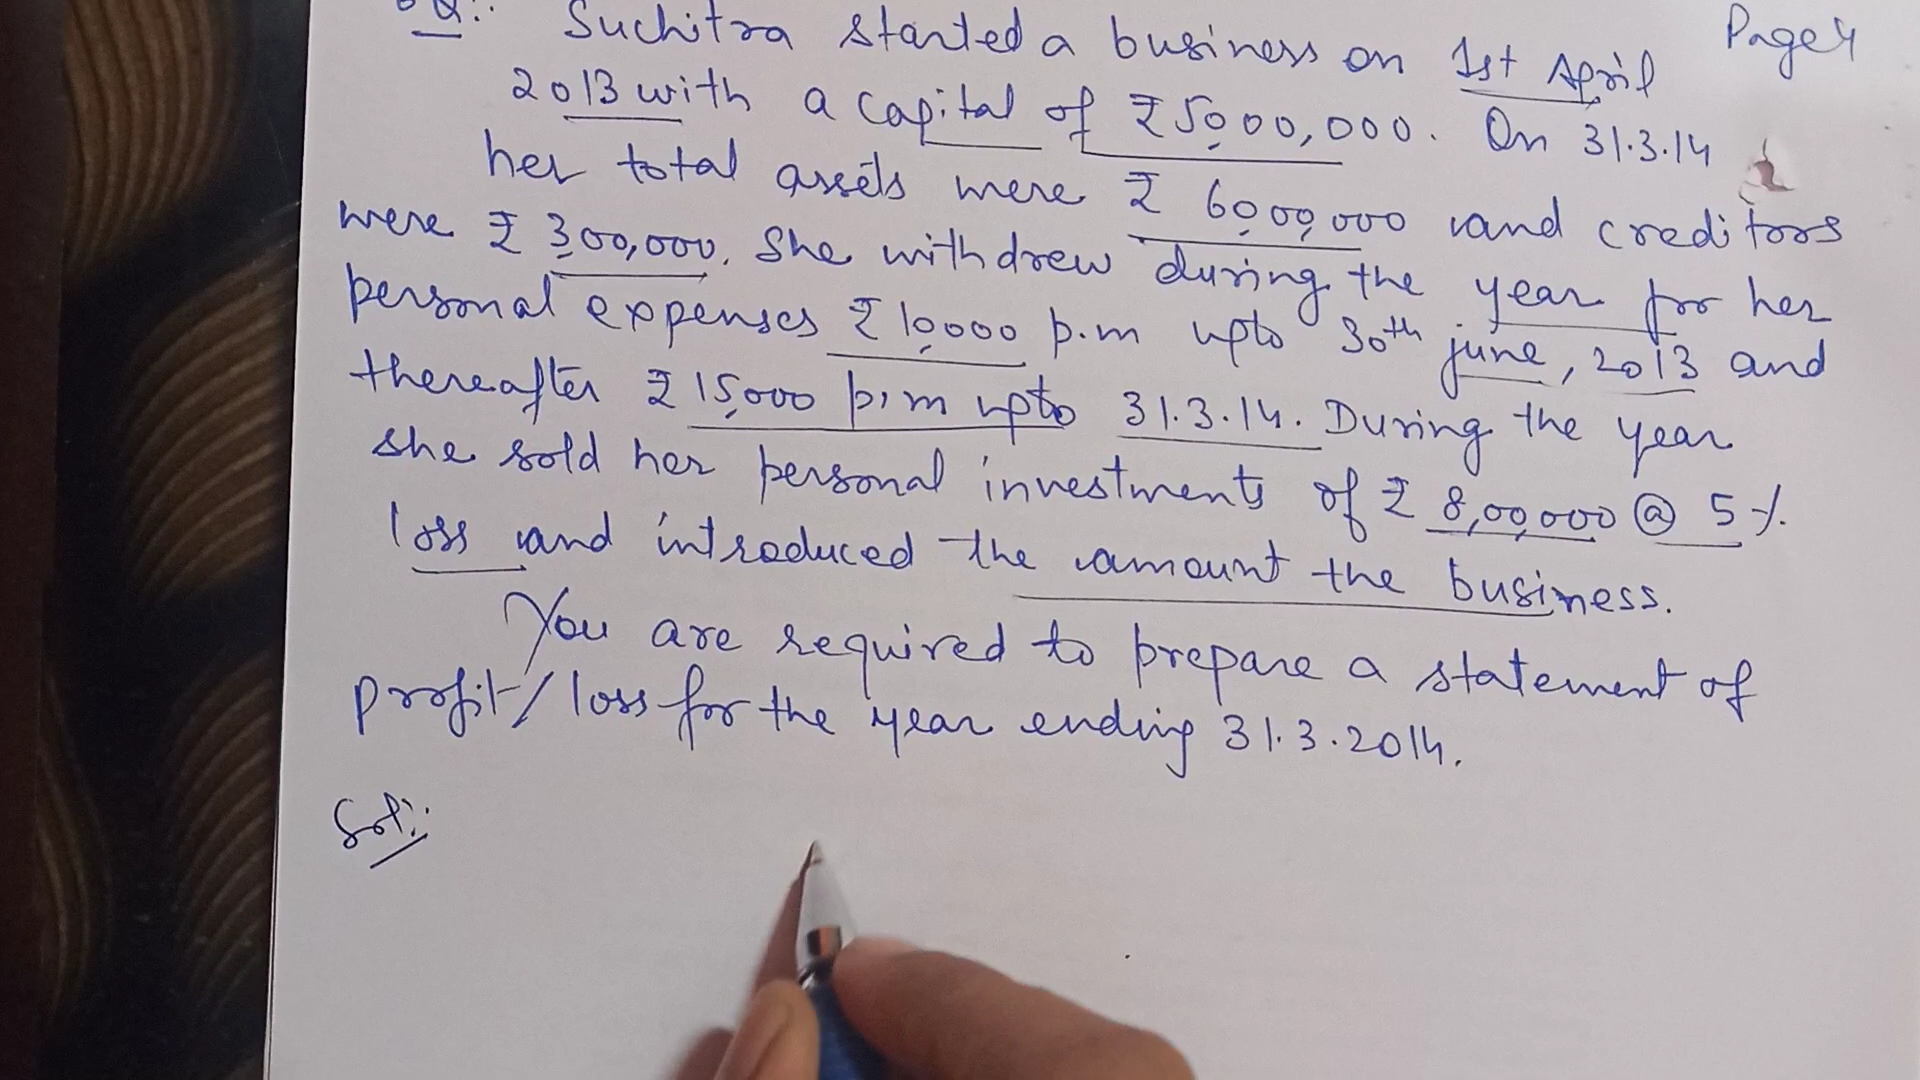 Q:. Suchitra started a business on 1st April
Page 4
2013 with a capital of ₹5000,000. On 31.3.14
her total assets were ₹ 60,00,000 and creditors
were ₹ 300,000. She withdrew during the year for her
personal expenses ₹10,000 p.m upto 30th june, 2013 and
thereafter ₹15,000 p.m upto 31.3.14. During the year
she sold her personal investments of ₹ 8,00,000 @ 5%
loss and introduced the amount the business.
You are required to prepare a statement of
profit/loss for the year ending 31.3.2014.
Sol:.